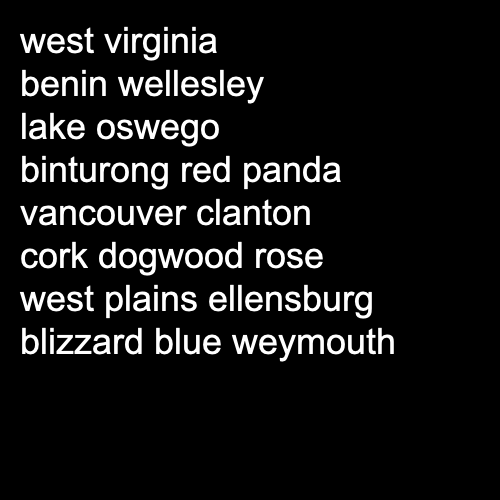 west virginia
benin wellesley
lake oswego
binturong red panda
vancouver clanton
cork dogwood rose
west plains ellensburg
blizzard blue weymouth